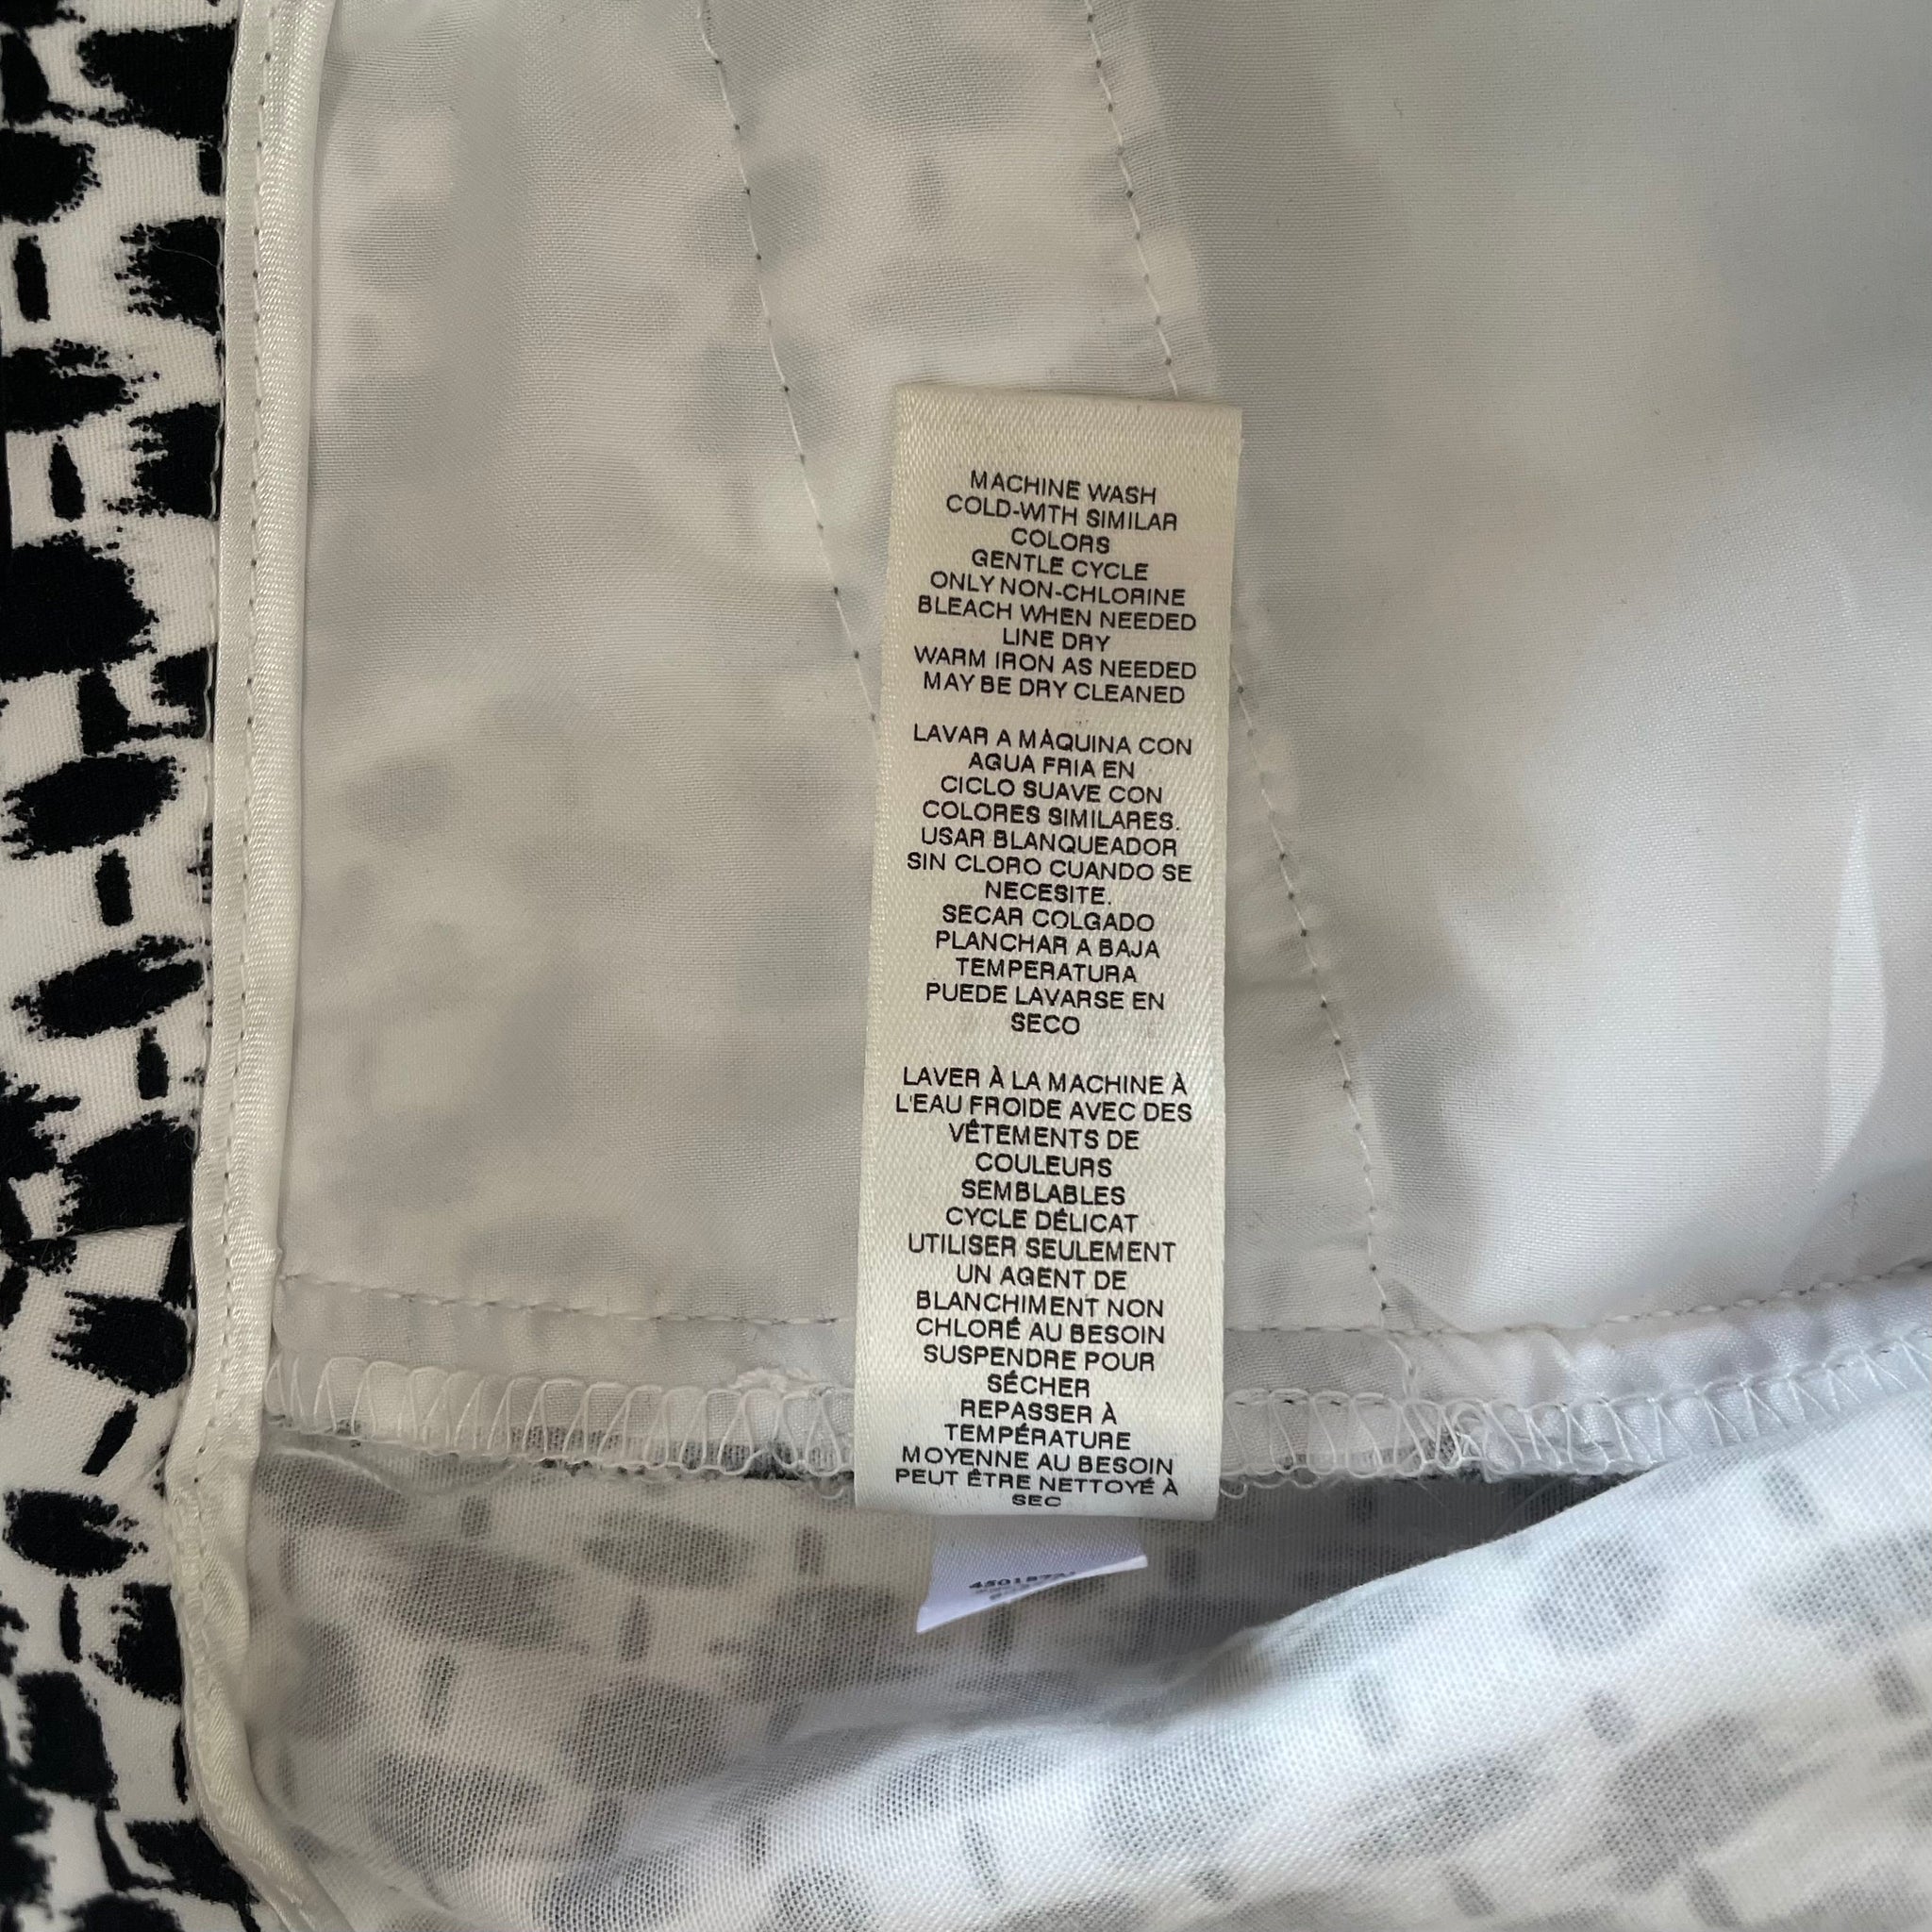 MACHINE WASH
COLD-WITH SIMILAR
COLORS
GENTLE CYCLE
ONLY NON-CHLORINE
BLEACH WHEN NEEDED
LINE DRY
WARM IRON AS NEEDED
MAY BE DRY CLEANED
LAVAR A MÁQUINA CON
AGUA FRIA EN
CICLO SUAVE CON
COLORES SIMILARES.
USAR BLANQUEADOR
SIN CLORO CUANDO SE
NECESITE.
SECAR COLGADO
PLANCHAR A BAJA
TEMPERATURA
PUEDE LAVARSE EN
SECO
LAVER À LA MACHINE À
L'EAU FROIDE AVEC DES
VÊTEMENTS DE
COULEURS
SEMBLABLES
CYCLE DÉLICAT
UTILISER SEULEMENT
UN AGENT DE
BLANCHIMENT NON
CHLORÉ AU BESOIN
SUSPENDRE POUR
SÉCHER
REPASSER À
TEMPÉRATURE
MOYENNE AU BESOIN
PEUT ÊTRE NETTOYÉ À
SEC